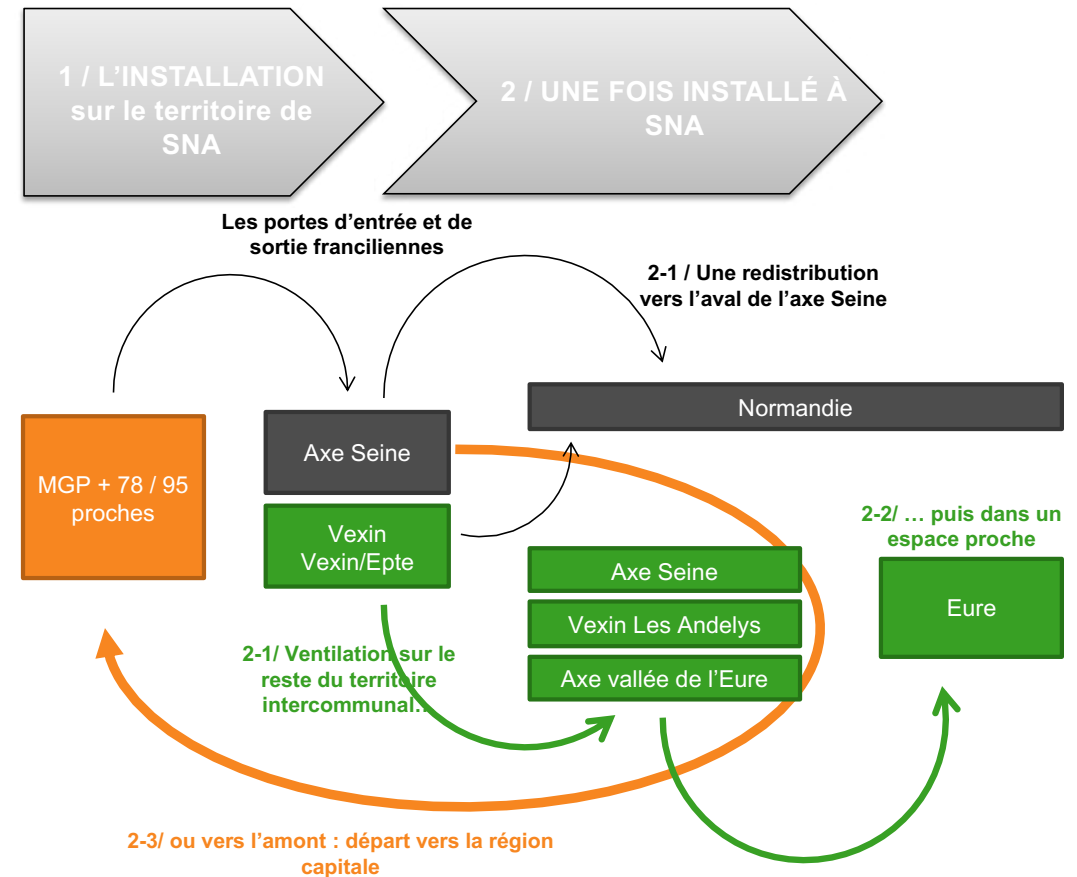 1 / L'INSTALLATION
sur le territoire de
SNA
2 / UNE FOIS INSTALLÉ À
SNA
Les portes d'entrée et de
sortie franciliennes
2-1 / Une redistribution
vers l'aval de l'axe Seine
MGP + 78 / 95
proches
Axe Seine
Vexin
Vexin/Epte
Normandie
2-2/ … puis dans un
espace proche
Axe Seine
Vexin Les Andelys
Axe vallée de l'Eure
Eure
2-1/ Ventilation sur le
reste du territoire
intercommunal…
2-3/ ou vers l'amont : départ vers la région
capitale